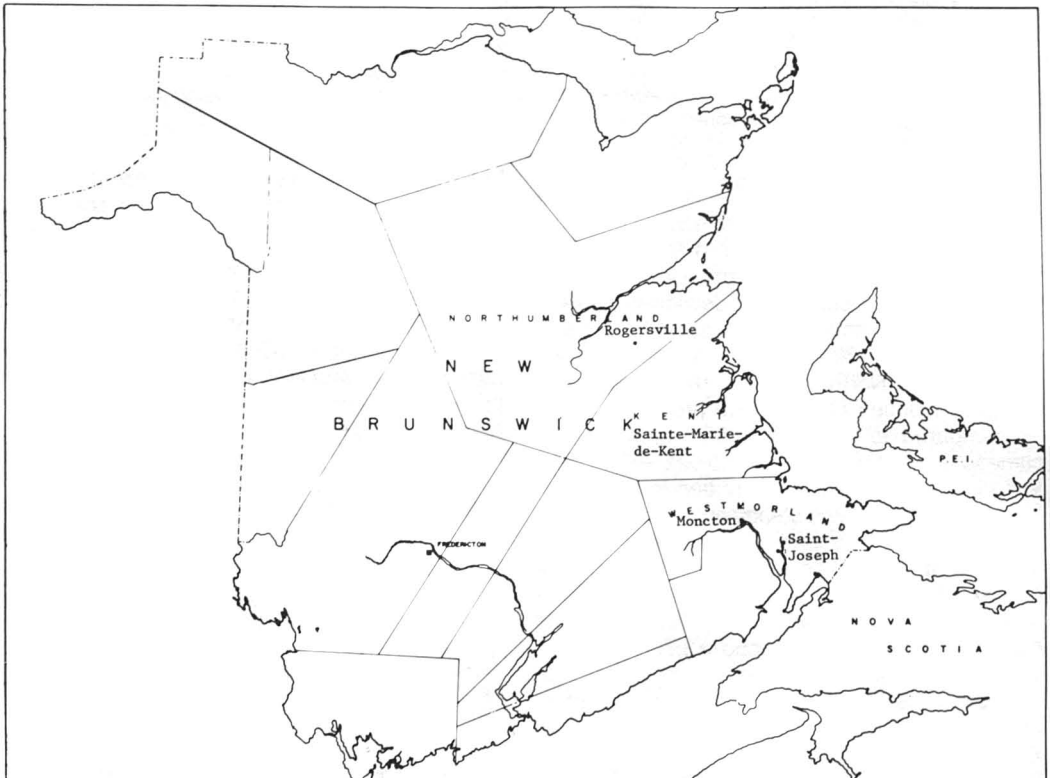 NORTHUMBERLAND
Rogersville
NEW
BRUNSWICK
KENT
Sainte-Marie-
de-Kent
P.E.I.
WESTMORLAND
Moncton
Saint-
Joseph
FREDERICTON
NOVA
SCOTIA